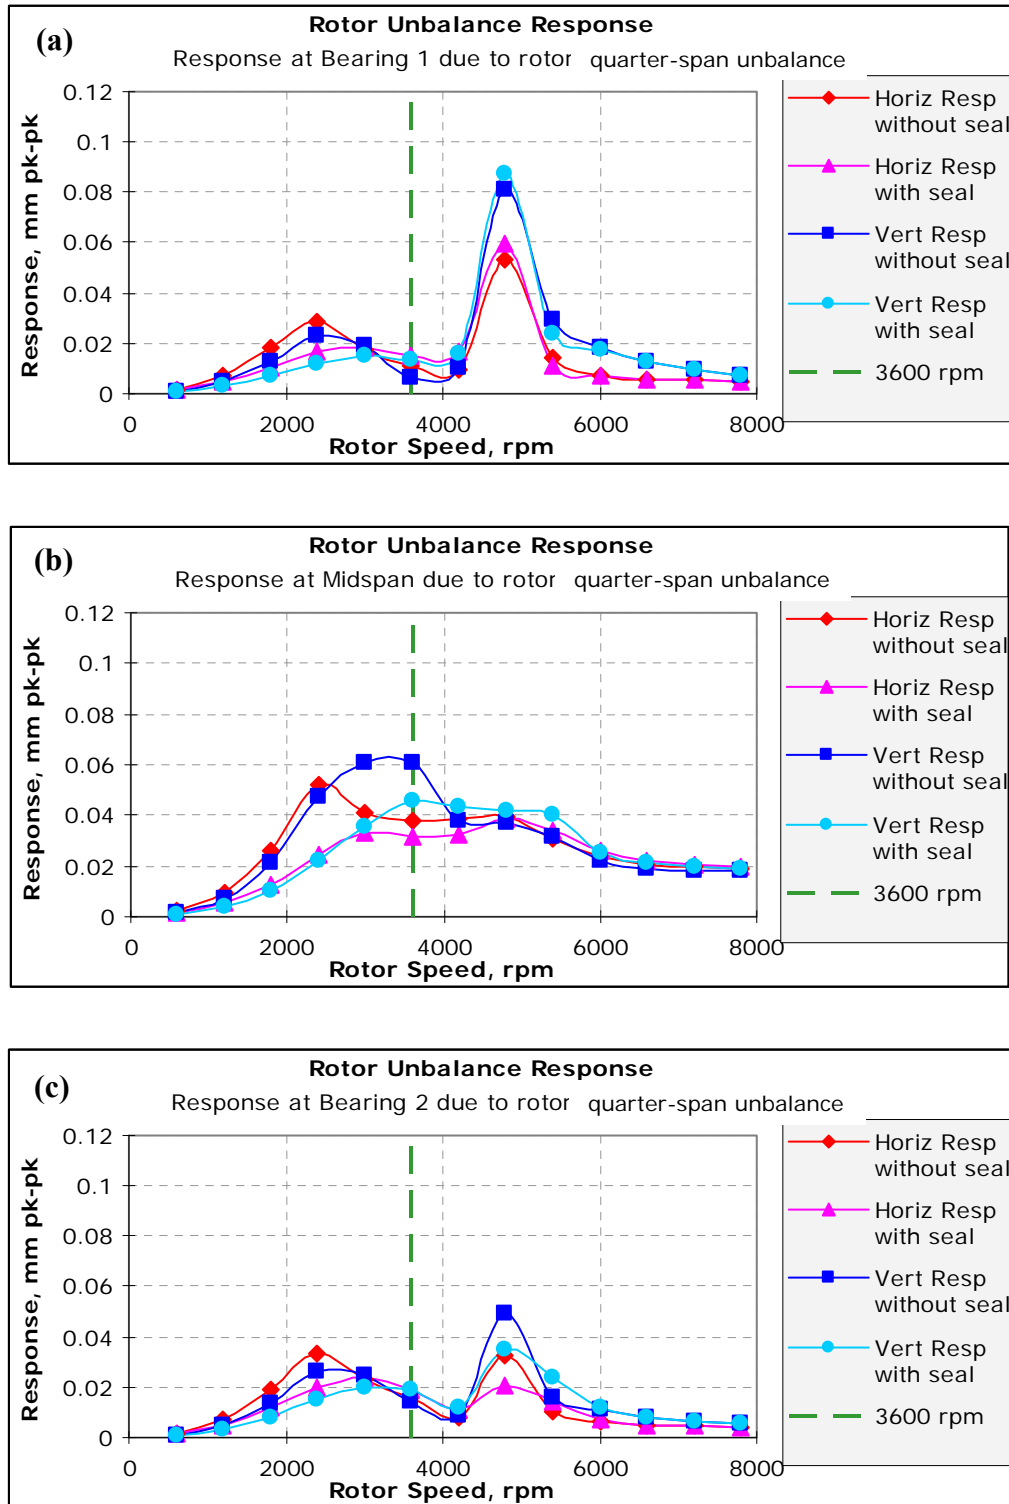 (a)
Rotor Unbalance Response
Response at Bearing 1 due to rotor quarter-span unbalance
Response, mm pk-pk
0.12
0.1
0.08
0.06
0.04
0.02
0
0 2000 4000 6000 8000
Rotor Speed, rpm
Horiz Resp
without seal
Horiz Resp
with seal
Vert Resp
without seal
Vert Resp
with seal
3600 rpm
(b)
Rotor Unbalance Response
Response at Midspan due to rotor quarter-span unbalance
Response, mm pk-pk
0.12
0.1
0.08
0.06
0.04
0.02
0
0 2000 4000 6000 8000
Rotor Speed, rpm
Horiz Resp
without seal
Horiz Resp
with seal
Vert Resp
without seal
Vert Resp
with seal
3600 rpm
(c)
Rotor Unbalance Response
Response at Bearing 2 due to rotor quarter-span unbalance
Response, mm pk-pk
0.12
0.1
0.08
0.06
0.04
0.02
0
0 2000 4000 6000 8000
Rotor Speed, rpm
Horiz Resp
without seal
Horiz Resp
with seal
Vert Resp
without seal
Vert Resp
with seal
3600 rpm